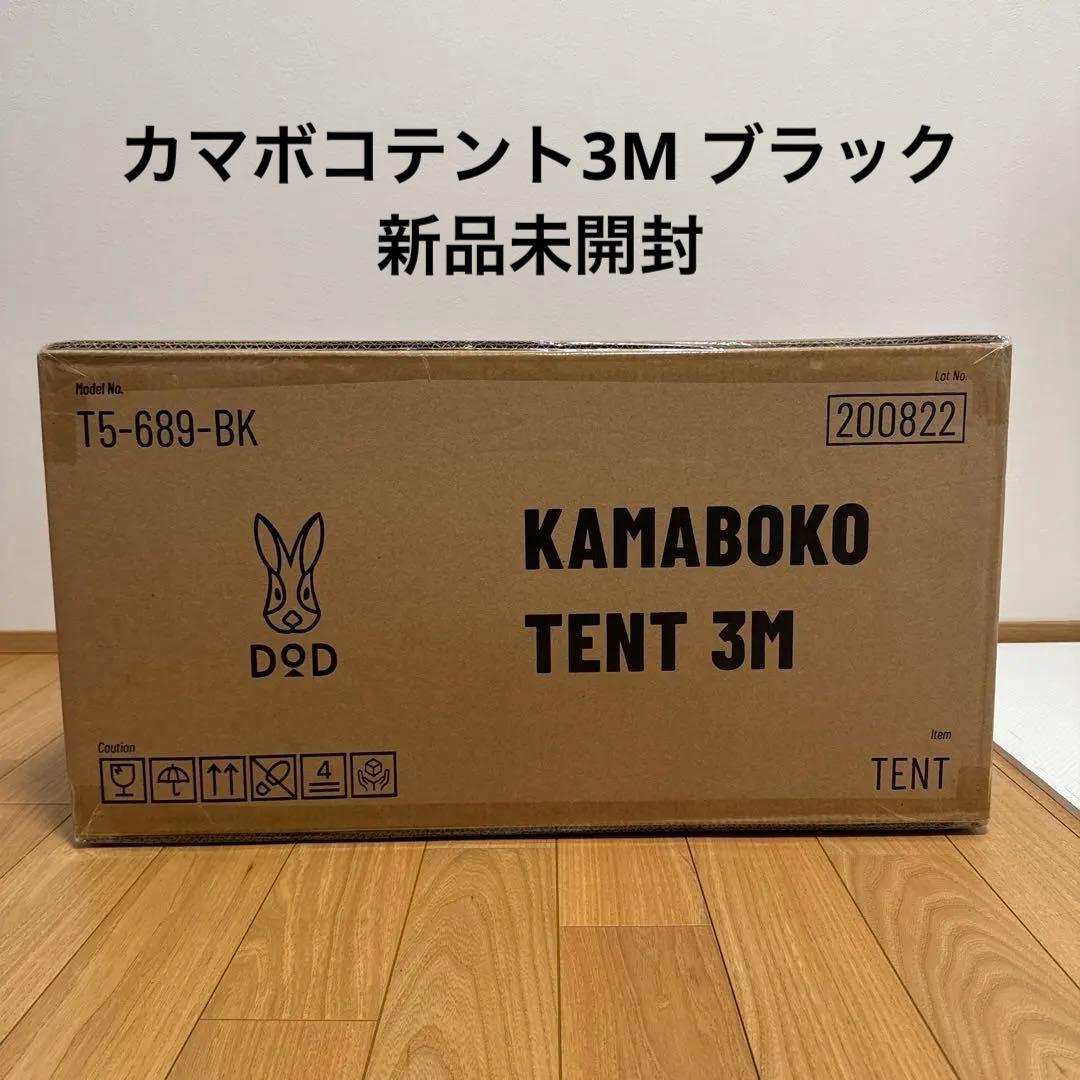 カマボコテント3M ブラック
新品未開封
Model No.
T5-689-BK
Lot No.
200822
KAMABOKO
TENT 3M
DOD
Caution
4
Item
TENT